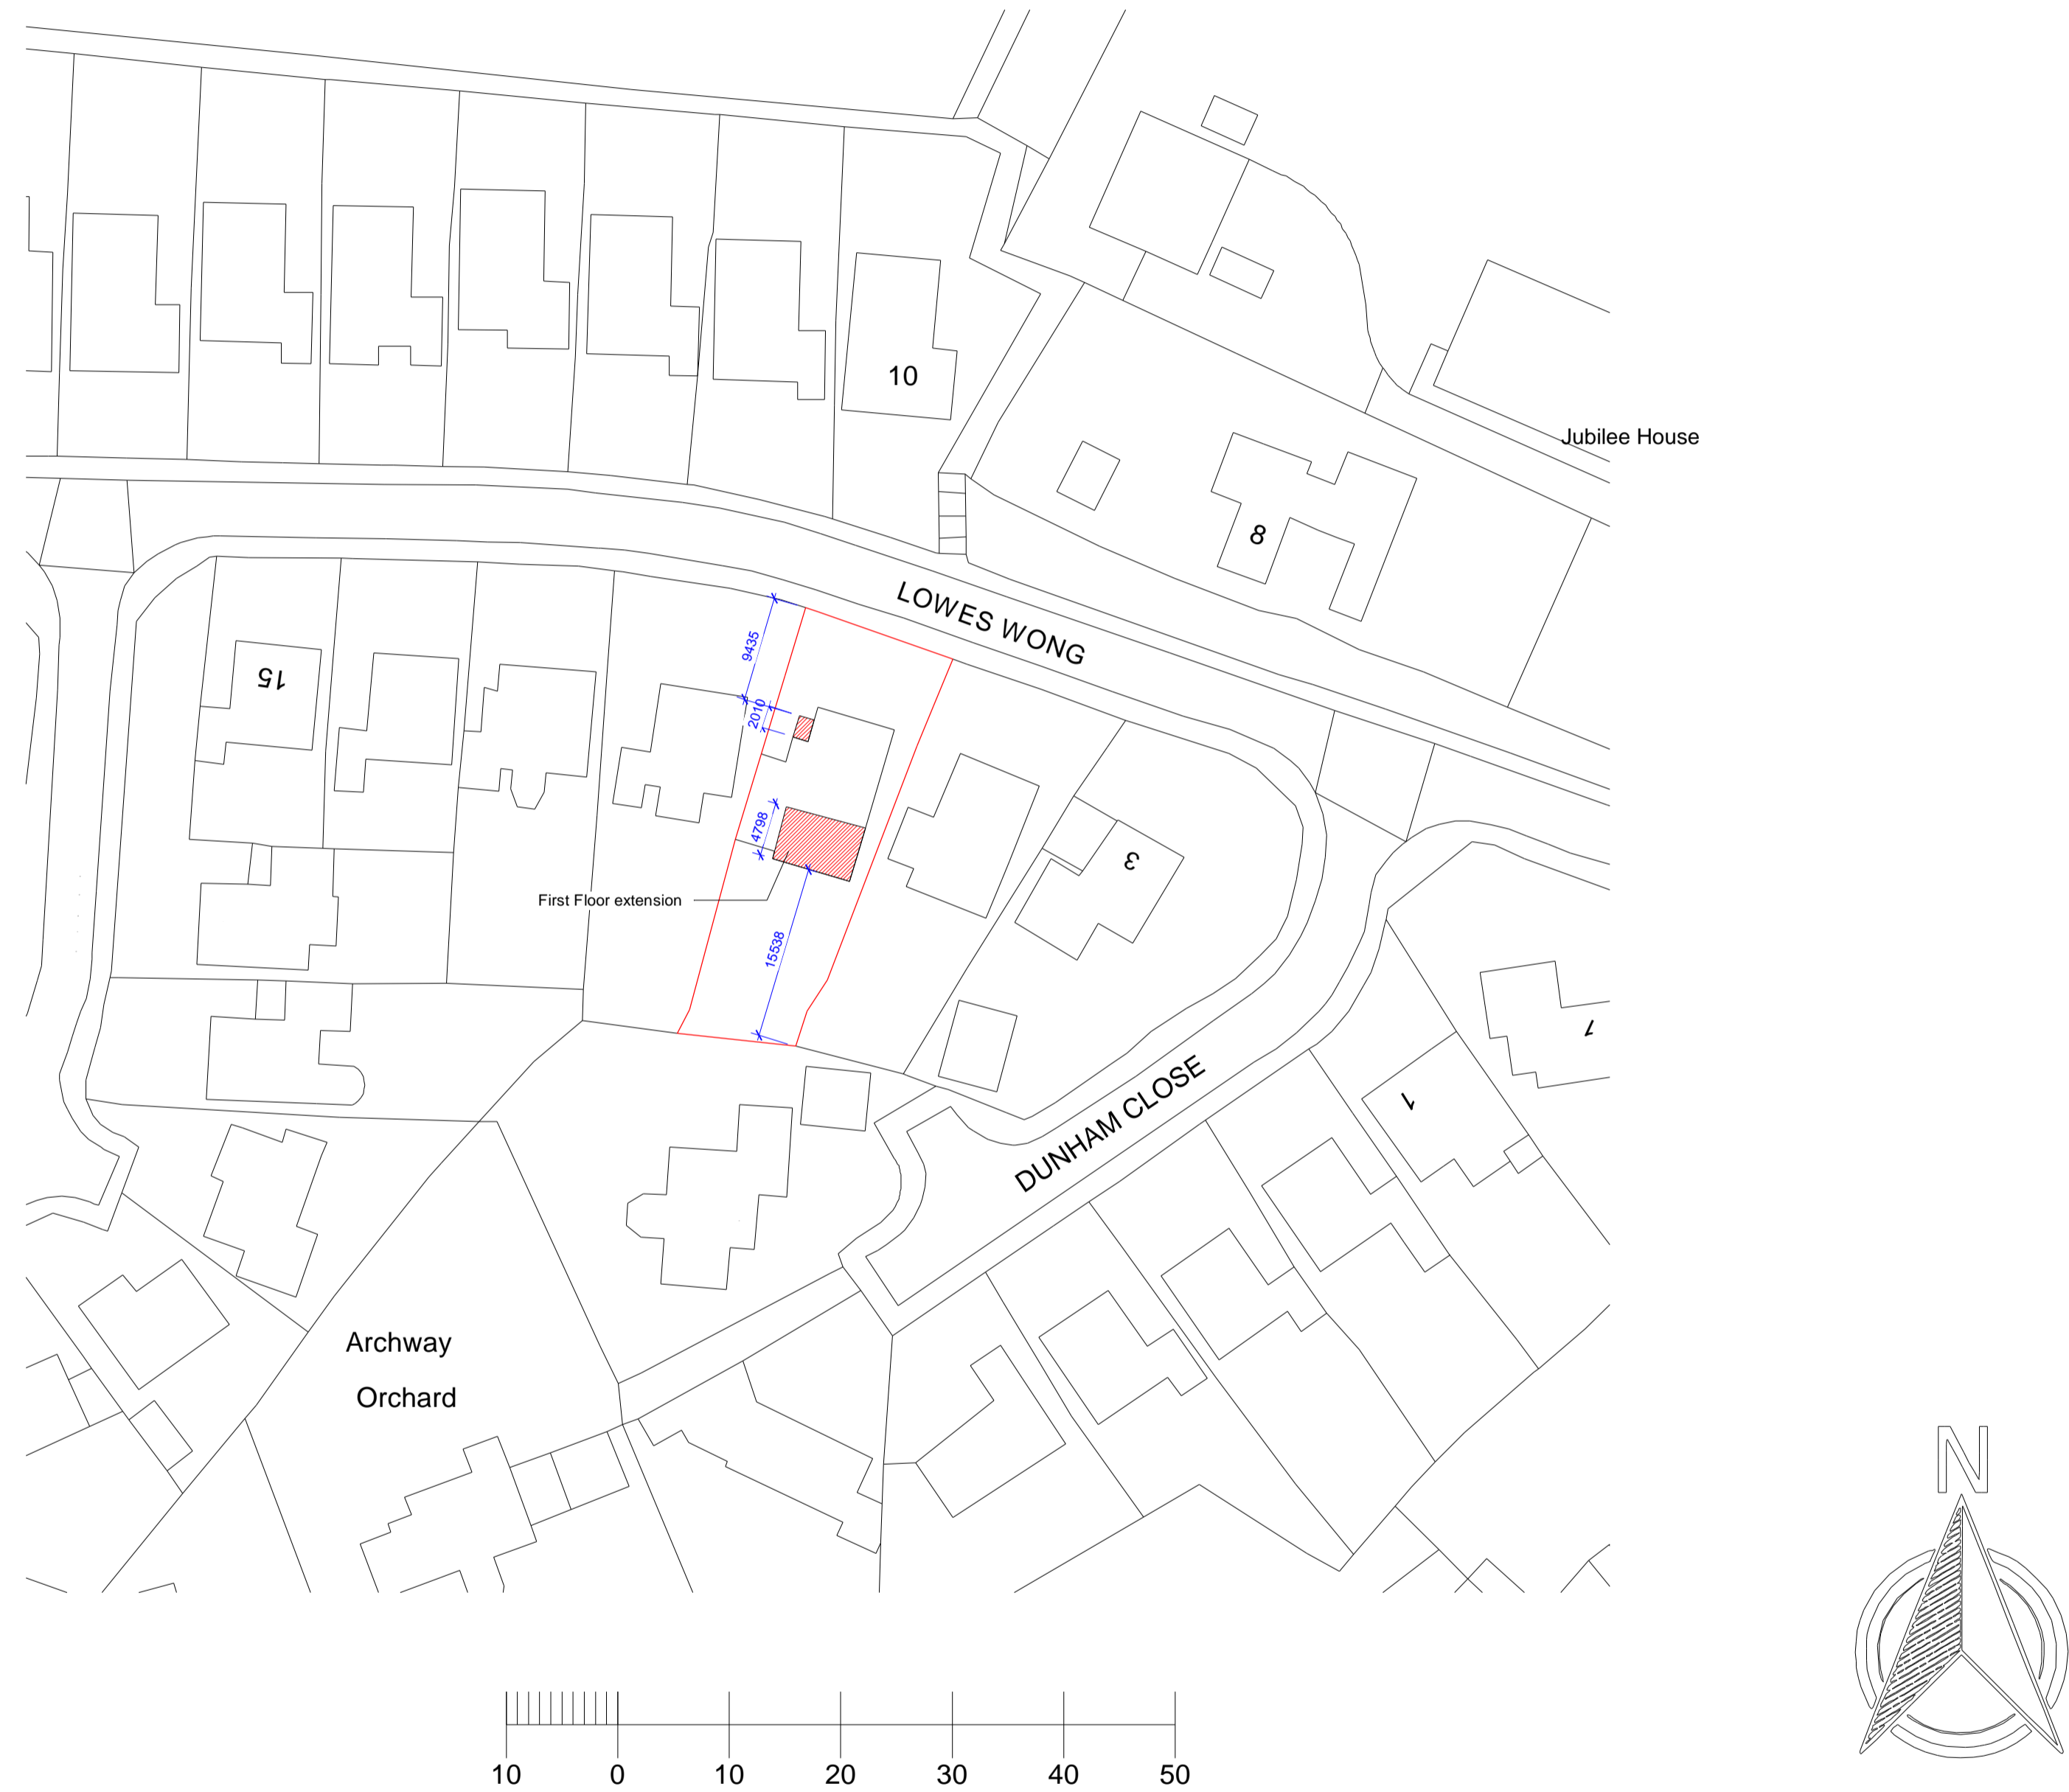 10
Jubilee House
8
LOWES WONG
9435
15
2010
4798
3
First Floor extension
15538
7
1
DUNHAM CLOSE
Archway
Orchard
N
10 0 10 20 30 40 50